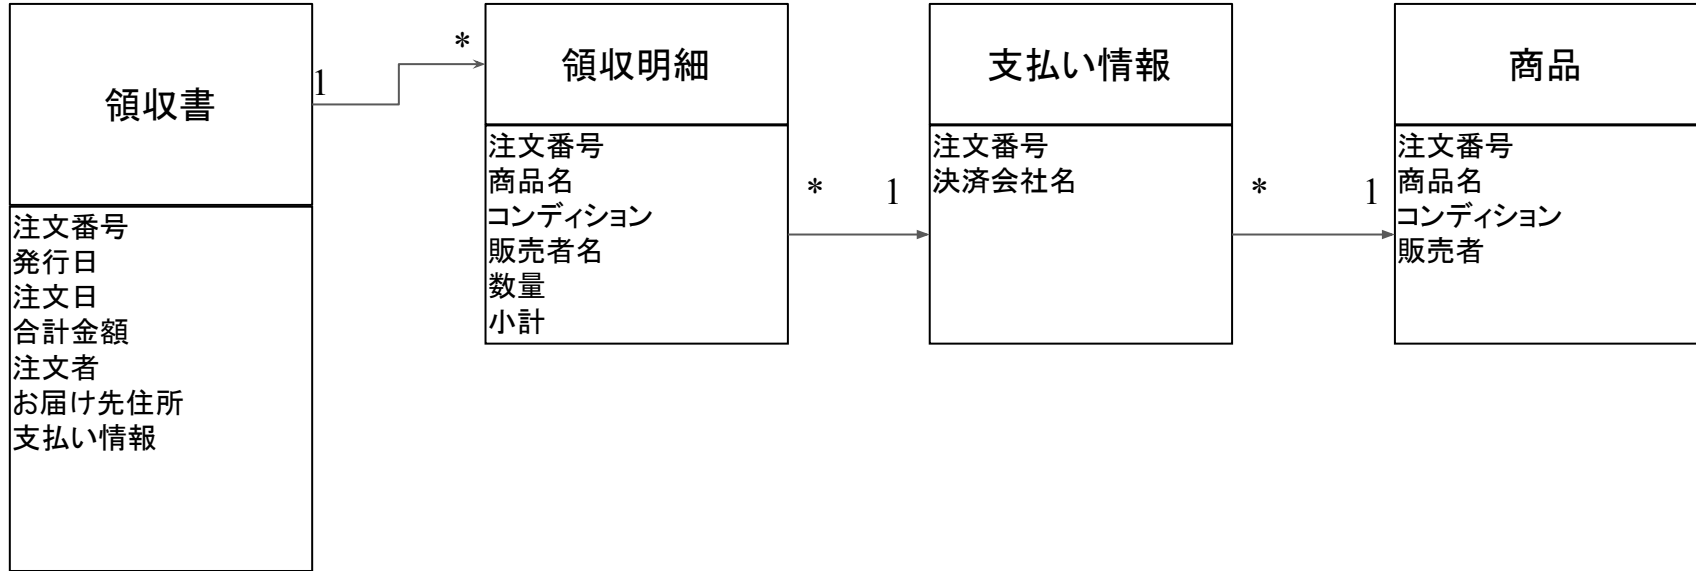 領収書
1
注文番号
発行日
注文日
合計金額
注文者
お届け先住所
支払い情報
*
領収明細
注文番号
商品名
コンディション
販売者名
数量
小計
*
1
支払い情報
注文番号
決済会社名
*
1
商品
注文番号
商品名
コンディション
販売者